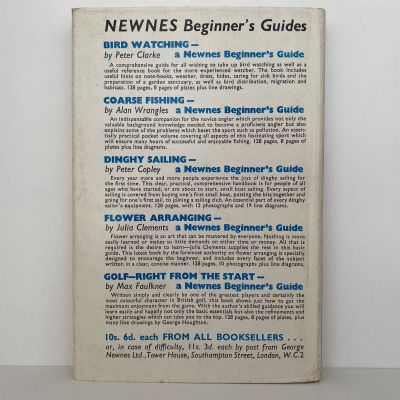 NEWNES Beginner's Guides
BIRD WATCHING —
by Peter Clarke a Newnes Beginner's Guide
A comprehensive guide for all wishing to take up bird watching as well as a
useful reference book for the more experienced watcher. The book includes
useful hints on note-books, weather, dress, hides, caring for sick birds and the
preparation of a garden sanctuary, as well as bird distribution, migration and
habitats. 128 pages, 8 pages of plates plus line drawings.
COARSE FISHING —
by Alan Wrangles a Newnes Beginner's Guide
An indispensable companion for the novice angler which provides not only the
valuable background knowledge needed to become a proficient angler but also
explains some of the problems which beset the sport such as pollution. An essen-
tially practical pocket volume covering all aspects of this fascinating sport which
will ensure many hours of successful and enjoyable fishing. 128 pages, 8 pages
of plates plus line diagrams.
DINGHY SAILING —
by Peter Copley a Newnes Beginner's Guide
Every year more and more people experience the joys of dinghy sailing for
the first time. This clear, practical, comprehensive handbook is for people of all
ages who have started, or are about to start, small boat sailing. Every aspect of
sailing is covered from buying one's first small boat, putting the bits together and
going for one's first sail, to joining a sailing club. An essential part of every dinghy
sailor's equipment. 128 pages, with 12 photographs and 19 line diagrams.
FLOWER ARRANGING —
by Julia Clements a Newnes Beginner's Guide
Flower arranging is an art that can be mastered by everyone. Nothing is more
easily learned or makes so little demands on either time or money. All that is
required is the desire to learn—Julia Clements supplies the rest in this basic
guide. This latest book by the foremost authority on flower arranging is specially
designed to encourage the beginner, and includes every facet of the subject
written in a clear, concise manner. 128 pages, 10 photographs plus line diagrams.
GOLF—RIGHT FROM THE START —
by Max Faulkner a Newnes Beginner's Guide
Written simply and clearly by one of the greatest players and certainly the
most colourful character in British golf, this book shows just how to get the
maximum enjoyment from the game. With the author's skilled guidance you will
learn easily and happily not only the basic essentials but also the refinements and
higher strategies which can take you to the top. 128 pages, 8 pages of plates, plus
many line drawings by George Houghton.
10s. 6d. each FROM ALL BOOKSELLERS . . .
or, in case of difficulty, 11s. 3d. each by post from George
Newnes Ltd., Tower House, Southampton Street, London, W.C.2